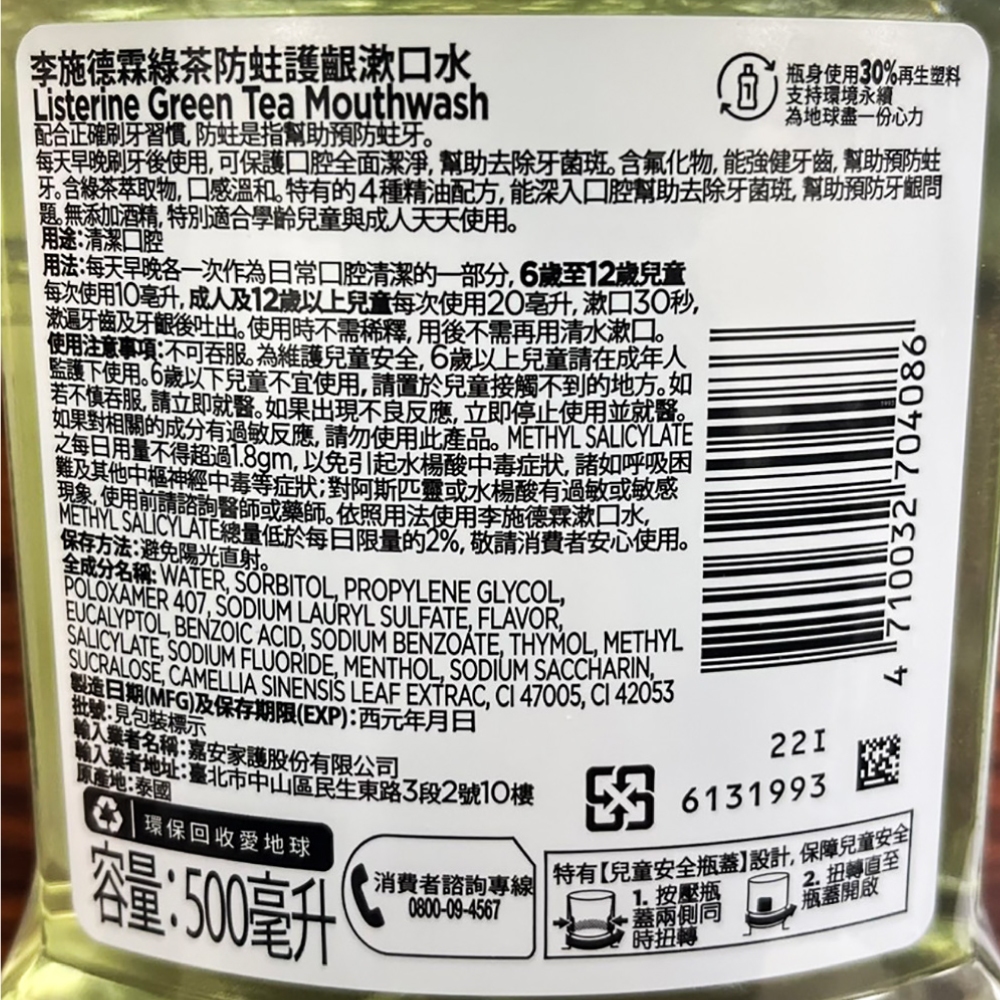 李施德霖綠茶防蛀護齦漱口水
Listerine Green Tea Mouthwash
配合正確刷牙習慣, 防蛀是指幫助預防蛀牙。
每天早晚刷牙後使用, 可保護口腔全面潔淨, 幫助去除牙菌斑。含氟化物, 能強健牙齒, 幫助預防蛀
牙。含綠茶萃取物, 口感溫和。特有的4種精油配方, 能深入口腔幫助去除牙菌斑, 幫助預防牙齦問
題。無添加酒精, 特別適合學齡兒童與成人天天使用。
用途:清潔口腔
用法:每天早晚各一次作為日常口腔清潔的一部分, 6歲至12歲兒童
每次使用10毫升, 成人及12歲以上兒童每次使用20毫升, 漱口30秒,
漱遍牙齒及牙齦後吐出。使用時不需稀釋, 用後不需再用清水漱口。
使用注意事項:不可吞服。為維護兒童安全, 6歲以上兒童請在成年人
監護下使用。6歲以下兒童不宜使用, 請置於兒童接觸不到的地方。如
若不慎吞服, 請立即就醫。如果出現不良反應, 立即停止使用並就醫。
如果對相關的成分有過敏反應, 請勿使用此產品。METHYL SALICYLATE
之每日用量不得超過1.8gm, 以免引起水楊酸中毒症狀, 諸如呼吸困
難及其他中樞神經中毒等症狀;對阿斯匹靈或水楊酸有過敏或敏感
現象, 使用前請諮詢醫師或藥師。依照用法使用李施德霖漱口水,
METHYL SALICYLATE總量低於每日限量的2%, 敬請消費者安心使用。
保存方法:避免陽光直射。
全成分名稱: WATER, SORBITOL, PROPYLENE GLYCOL,
POLOXAMER 407, SODIUM LAURYL SULFATE, FLAVOR,
EUCALYPTOL, BENZOIC ACID, SODIUM BENZOATE, THYMOL, METHYL
SALICYLATE, SODIUM FLUORIDE, MENTHOL, SODIUM SACCHARIN,
SUCRALOSE, CAMELLIA SINENSIS LEAF EXTRAC, CI 47005, CI 42053
製造日期(MFG)及保存期限(EXP):西元年月日
批號:見包裝標示
輸入業者名稱:嘉安家護股份有限公司
輸入業者地址:臺北市中山區民生東路3段2號10樓
原產地:泰國
環保回收愛地球
容量:500毫升
消費者諮詢專線
0800-09-4567
瓶身使用30%再生塑料
支持環境永續
為地球盡一份心力
4 710032 704086
22I
6131993
特有【兒童安全瓶蓋】設計, 保障兒童安全
1. 按壓瓶
蓋兩側同
時扭轉
2. 扭轉直至
瓶蓋開啟